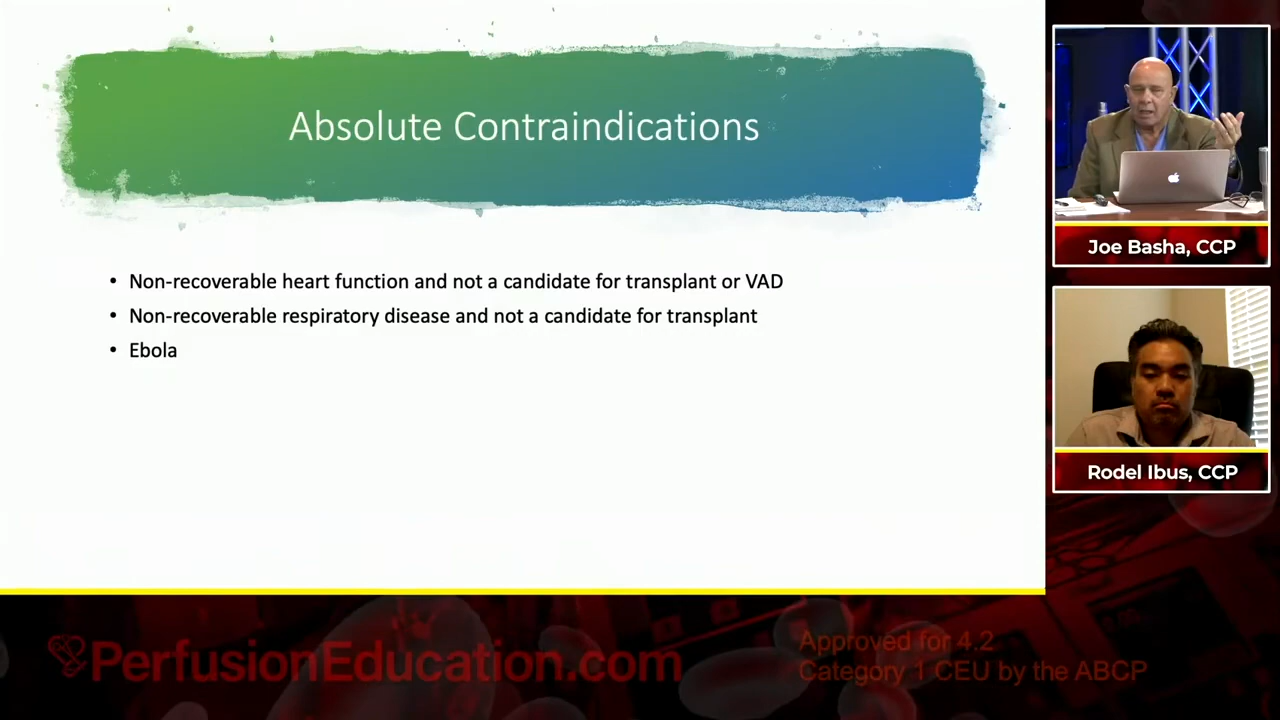 Absolute Contraindications
• Non-recoverable heart function and not a candidate for transplant or VAD
• Non-recoverable respiratory disease and not a candidate for transplant
• Ebola
Joe Basha, CCP
Rodel Ibus, CCP
PerfusionEducation.com
Approved for 4.2
Category 1 CEU by the ABCP